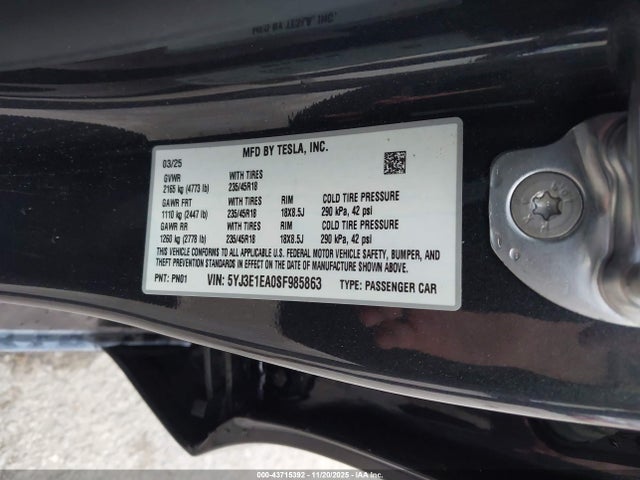 03/25 MFD BY TESLA, INC.
GVWR WITH TIRES
2165 kg (4773 lb) 235/45R18
GAWR FRT WITH TIRES RIM COLD TIRE PRESSURE
1110 kg (2447 lb) 235/45R18 18X8.5J 290 kPa, 42 psi
GAWR RR WITH TIRES RIM COLD TIRE PRESSURE
1260 kg (2778 lb) 235/45R18 18X8.5J 290 kPa, 42 psi
THIS VEHICLE CONFORMS TO ALL APPLICABLE U.S. FEDERAL MOTOR VEHICLE SAFETY, BUMPER, AND
THEFT PREVENTION STANDARDS IN EFFECT ON THE DATE OF MANUFACTURE SHOWN ABOVE.
PNT: PN01 VIN: 5YJ3E1EA0SF985863 TYPE: PASSENGER CAR
000-43715392 - 11/20/2025 - IAAI.COM